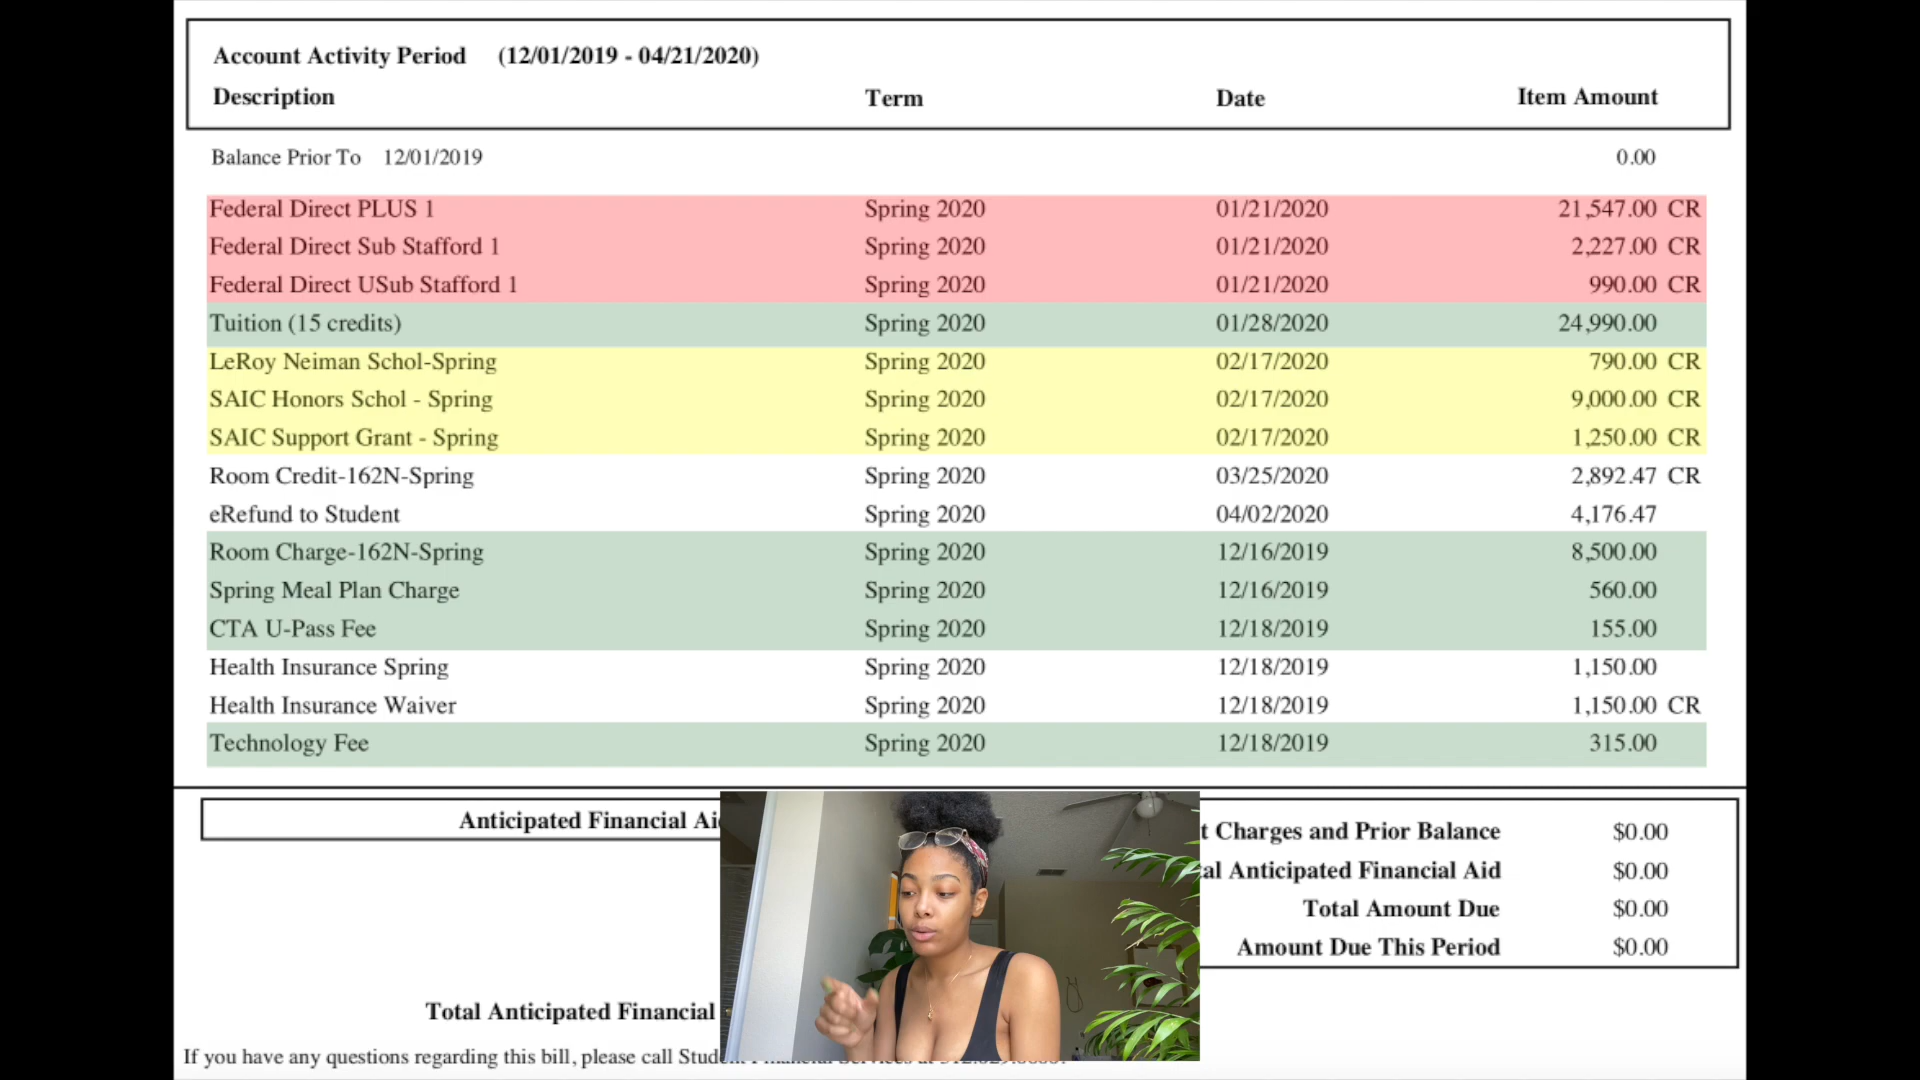 Account Activity Period (12/01/2019 - 04/21/2020)
Description Term Date Item Amount
Balance Prior To 12/01/2019 0.00
Federal Direct PLUS 1 Spring 2020 01/21/2020 21,547.00 CR
Federal Direct Sub Stafford 1 Spring 2020 01/21/2020 2,227.00 CR
Federal Direct USub Stafford 1 Spring 2020 01/21/2020 990.00 CR
Tuition (15 credits) Spring 2020 01/28/2020 24,990.00
LeRoy Neiman Schol-Spring Spring 2020 02/17/2020 790.00 CR
SAIC Honors Schol - Spring Spring 2020 02/17/2020 9,000.00 CR
SAIC Support Grant - Spring Spring 2020 02/17/2020 1,250.00 CR
Room Credit-162N-Spring Spring 2020 03/25/2020 2,892.47 CR
eRefund to Student Spring 2020 04/02/2020 4,176.47
Room Charge-162N-Spring Spring 2020 12/16/2019 8,500.00
Spring Meal Plan Charge Spring 2020 12/16/2019 560.00
CTA U-Pass Fee Spring 2020 12/18/2019 155.00
Health Insurance Spring Spring 2020 12/18/2019 1,150.00
Health Insurance Waiver Spring 2020 12/18/2019 1,150.00 CR
Technology Fee Spring 2020 12/18/2019 315.00
Anticipated Financial
t Charges and Prior Balance $0.00
al Anticipated Financial Aid $0.00
Total Amount Due $0.00
Amount Due This Period $0.00
Total Anticipated Financial
If you have any questions regarding this bill, please call